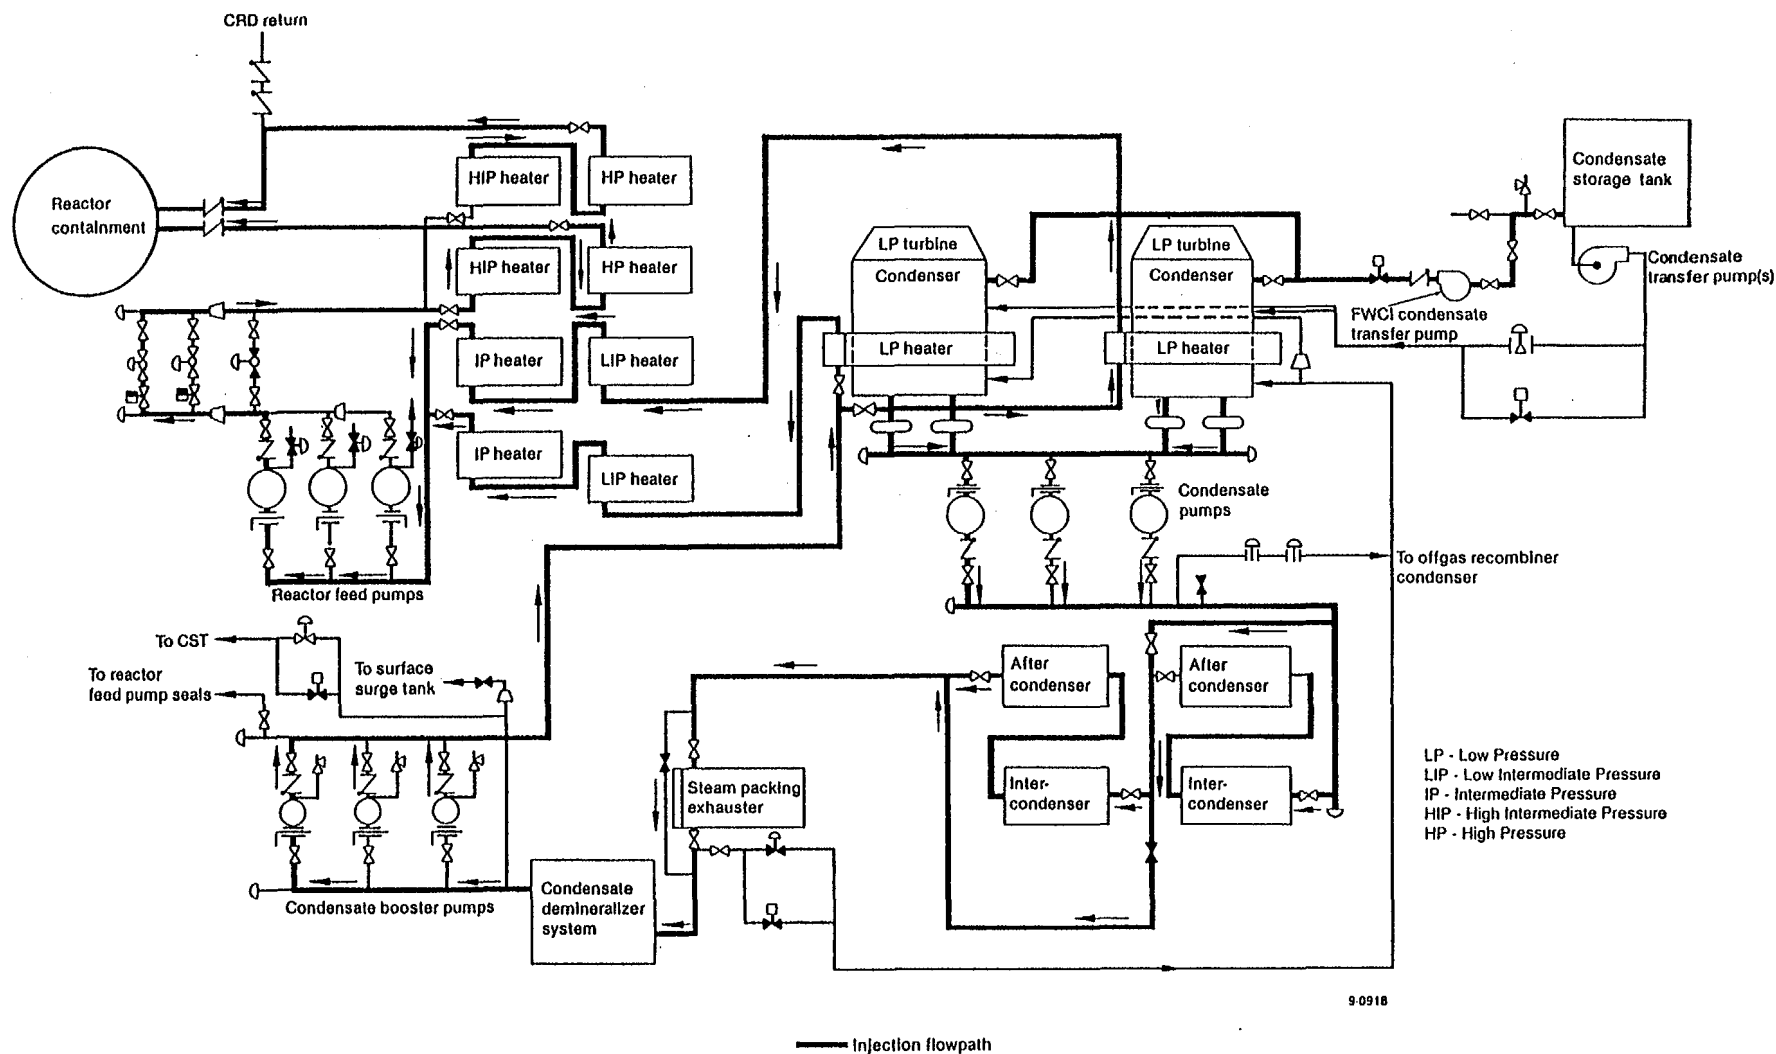 CRD return
Reactor
containment
HIP heater
HP heater
HIP heater
HP heater
IP heater
LIP heater
IP heater
LIP heater
LP turbine
Condenser
LP heater
LP turbine
Condenser
LP heater
Condensate
storage tank
Condensate
transfer pump(s)
FWCI condensate
transfer pump
Condensate
pumps
To offgas recombiner
condenser
Reactor feed pumps
To CST
To reactor
feed pump seals
To surface
surge tank
After
condenser
After
condenser
Inter-
condenser
Inter-
condenser
Steam packing
exhauster
Condensate booster pumps
Condensate
demineralizer
system
LP - Low Pressure
LIP - Low Intermediate Pressure
IP - Intermediate Pressure
HIP - High Intermediate Pressure
HP - High Pressure
9-0918
Injection flowpath